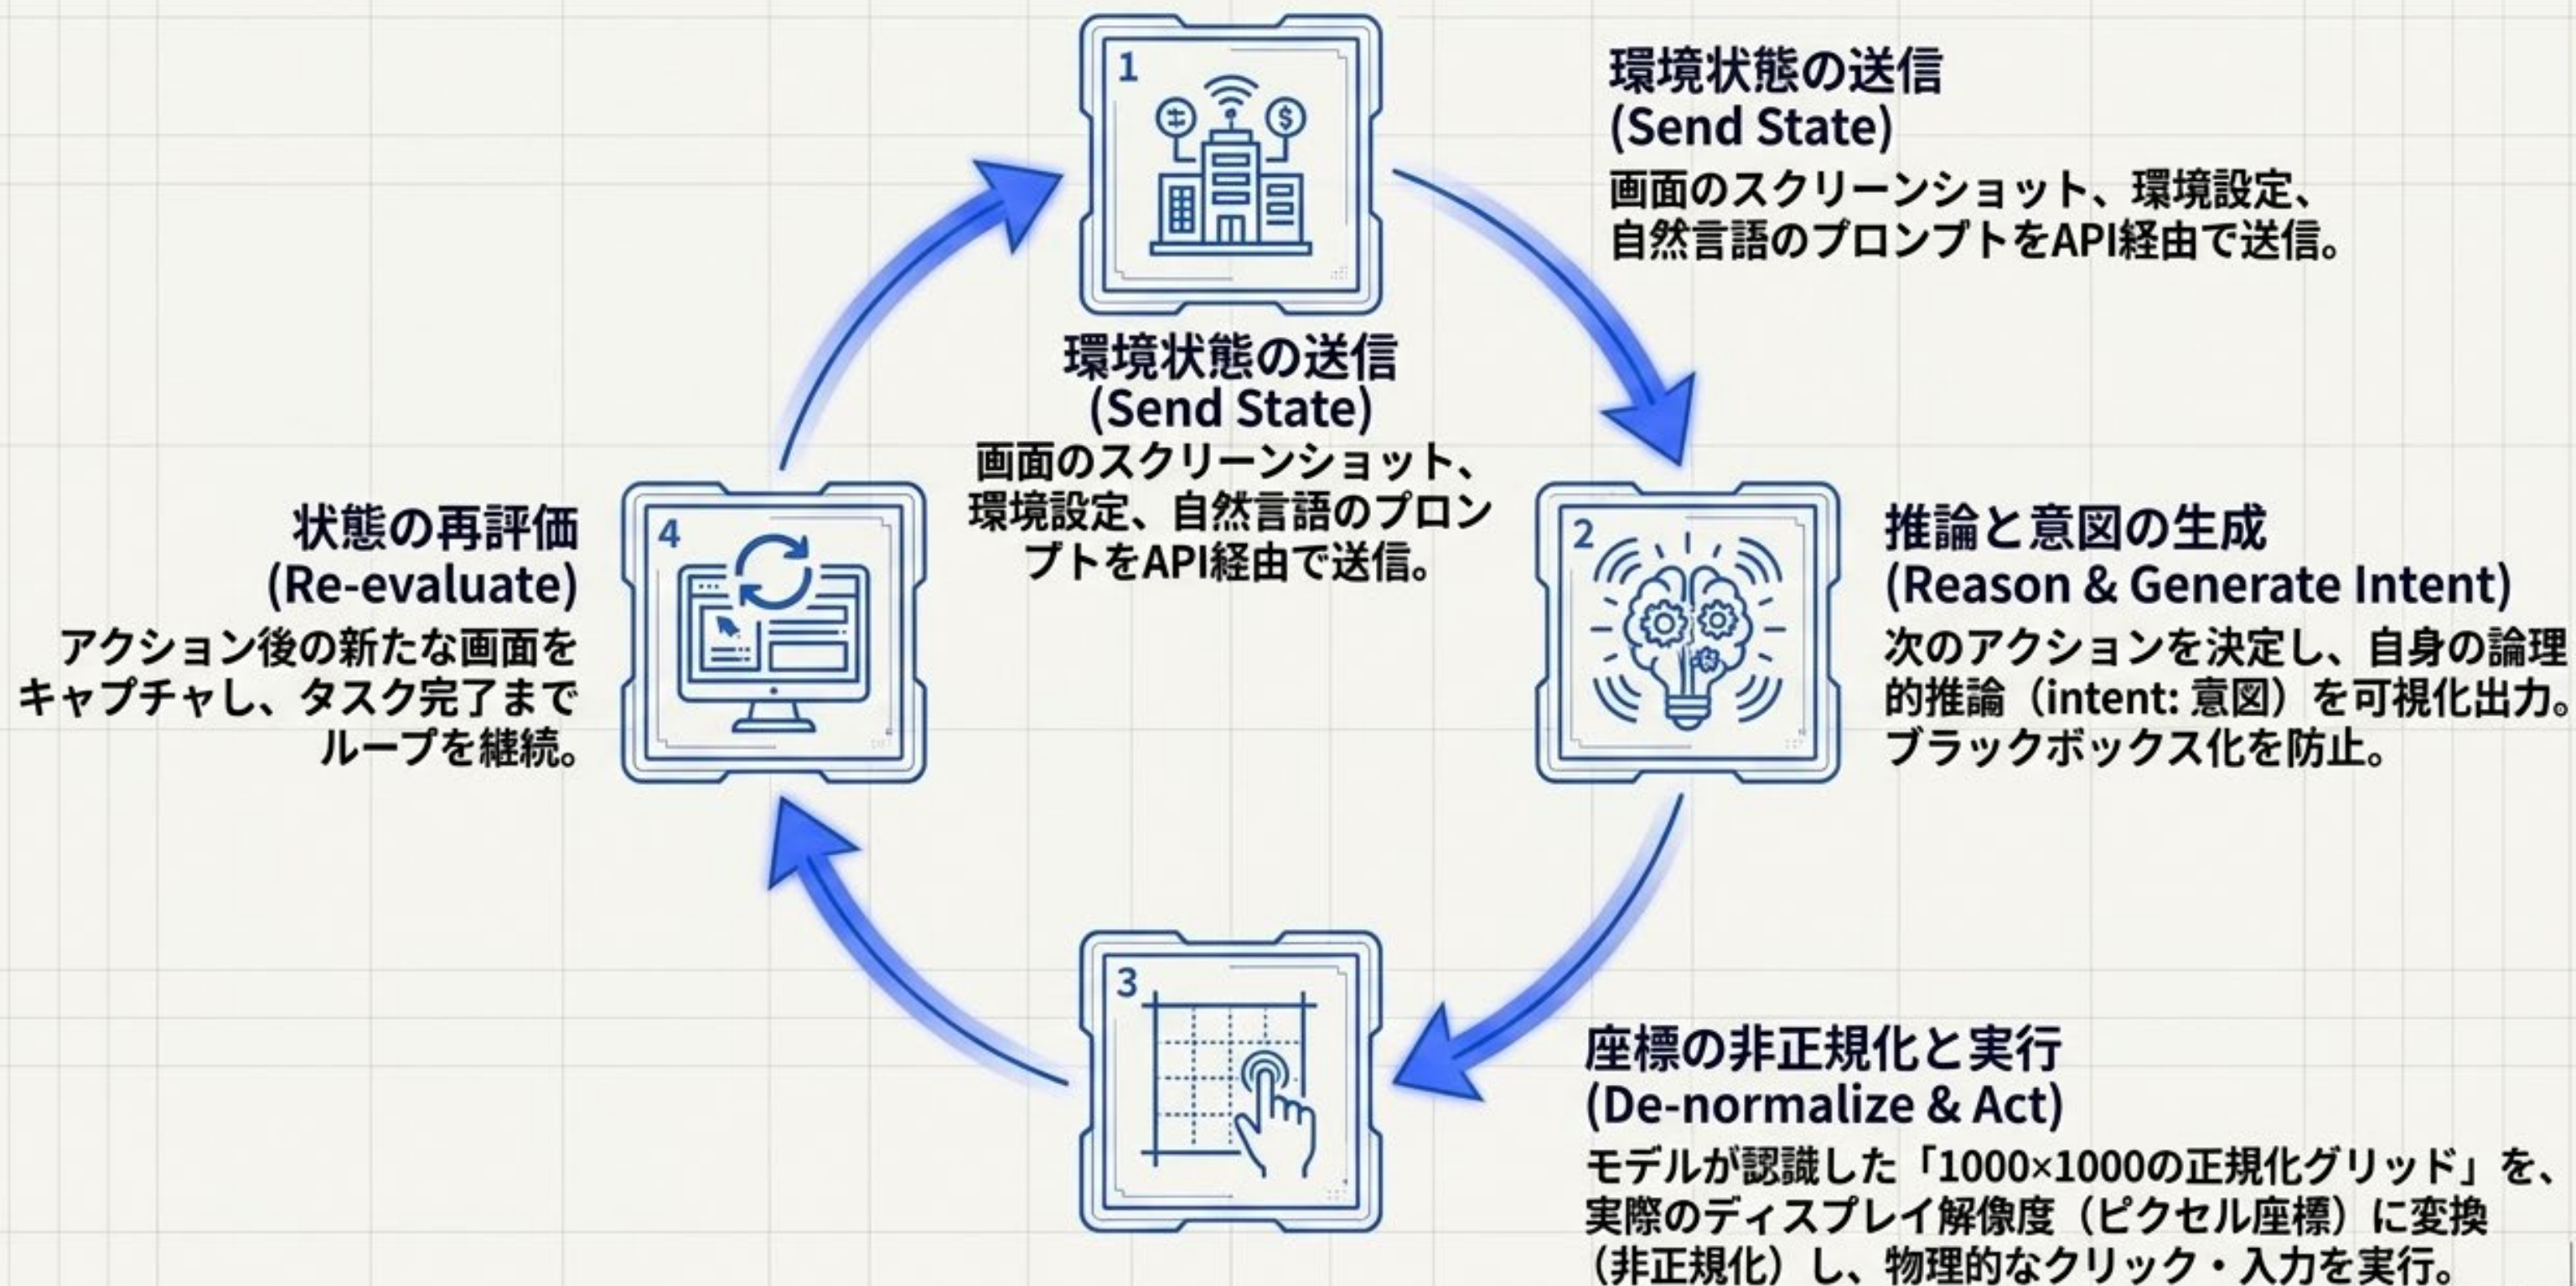 1
環境状態の送信
(Send State)
画面のスクリーンショット、
環境設定、自然言語のプロン
プトをAPI経由で送信。
環境状態の送信
(Send State)
画面のスクリーンショット、環境設定、
自然言語のプロンプトをAPI経由で送信。
2
推論と意図の生成
(Reason & Generate Intent)
次のアクションを決定し、自身の論理
的推論（intent: 意図）を可視化出力。
ブラックボックス化を防止。
3
座標の非正規化と実行
(De-normalize & Act)
モデルが認識した「1000×1000の正規化グリッド」を、
実際のディスプレイ解像度（ピクセル座標）に変換
（非正規化）し、物理的なクリック・入力を実行。
4
状態の再評価
(Re-evaluate)
アクション後の新たな画面を
キャプチャし、タスク完了まで
ループを継続。